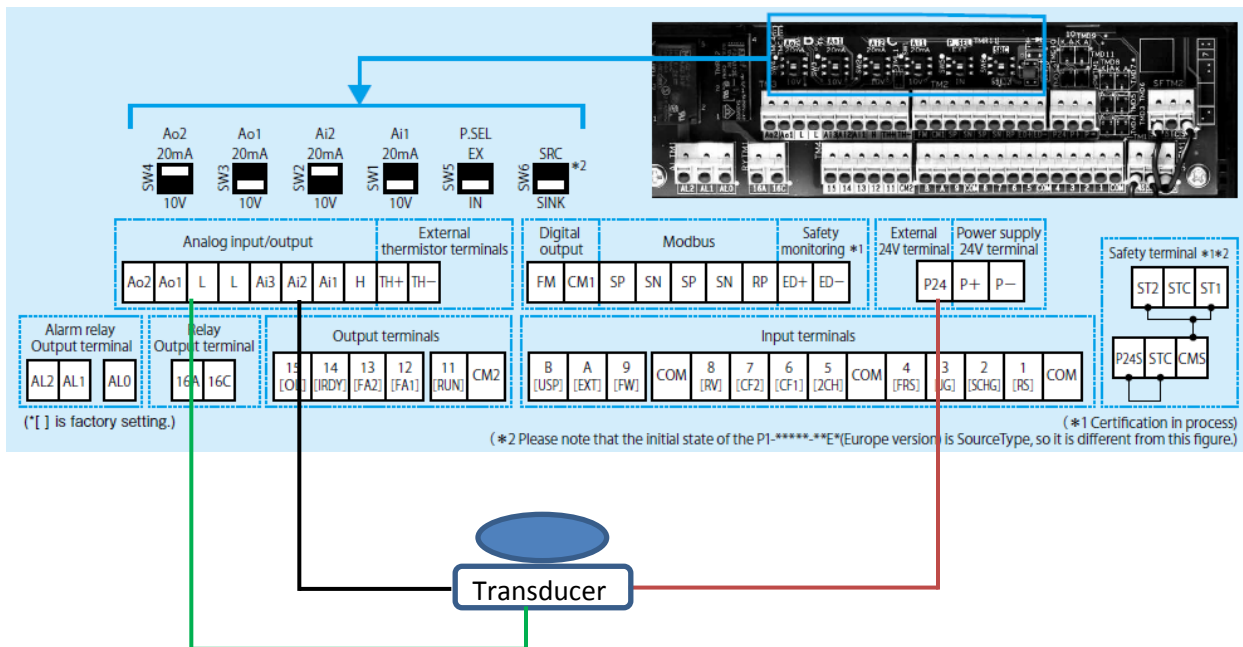 Ao2 Ao1 Ai2 Ai1 P.SEL
20mA 20mA 20mA 20mA EX SRC *2
SW4 SW3 SW2 SW1 SW5 SW6
10V 10V 10V 10V IN SINK
Analog input/output
External
thermistor terminals
Ao2 Ao1 L L Ai3 Ai2 Ai1 H TH+ TH−
Digital
output
Modbus
Safety
monitoring *1
FM CM1 SP SN SP SN RP ED+ ED−
External
24V terminal
Power supply
24V terminal
P24 P+ P−
Safety terminal *1*2
ST2 STC ST1
P24S STC CMS
Alarm relay
Output terminal
AL2 AL1 AL0
Relay
Output terminal
16A 16C
Output terminals
15 14 13 12 11 CM2
[OL] [IRDY] [FA2] [FA1] [RUN]
Input terminals
B A 9 COM 8 7 6 5 COM 4 3 2 1 COM
[USP] [EXT] [FW] [RV] [CF2] [CF1] [2CH] [FRS] [JG] [SCHG] [RS]
(*[ ] is factory setting.)
(*1 Certification in process)
(*2 Please note that the initial state of the P1-*****-**E*(Europe version) is SourceType, so it is different from this figure.)
Transducer